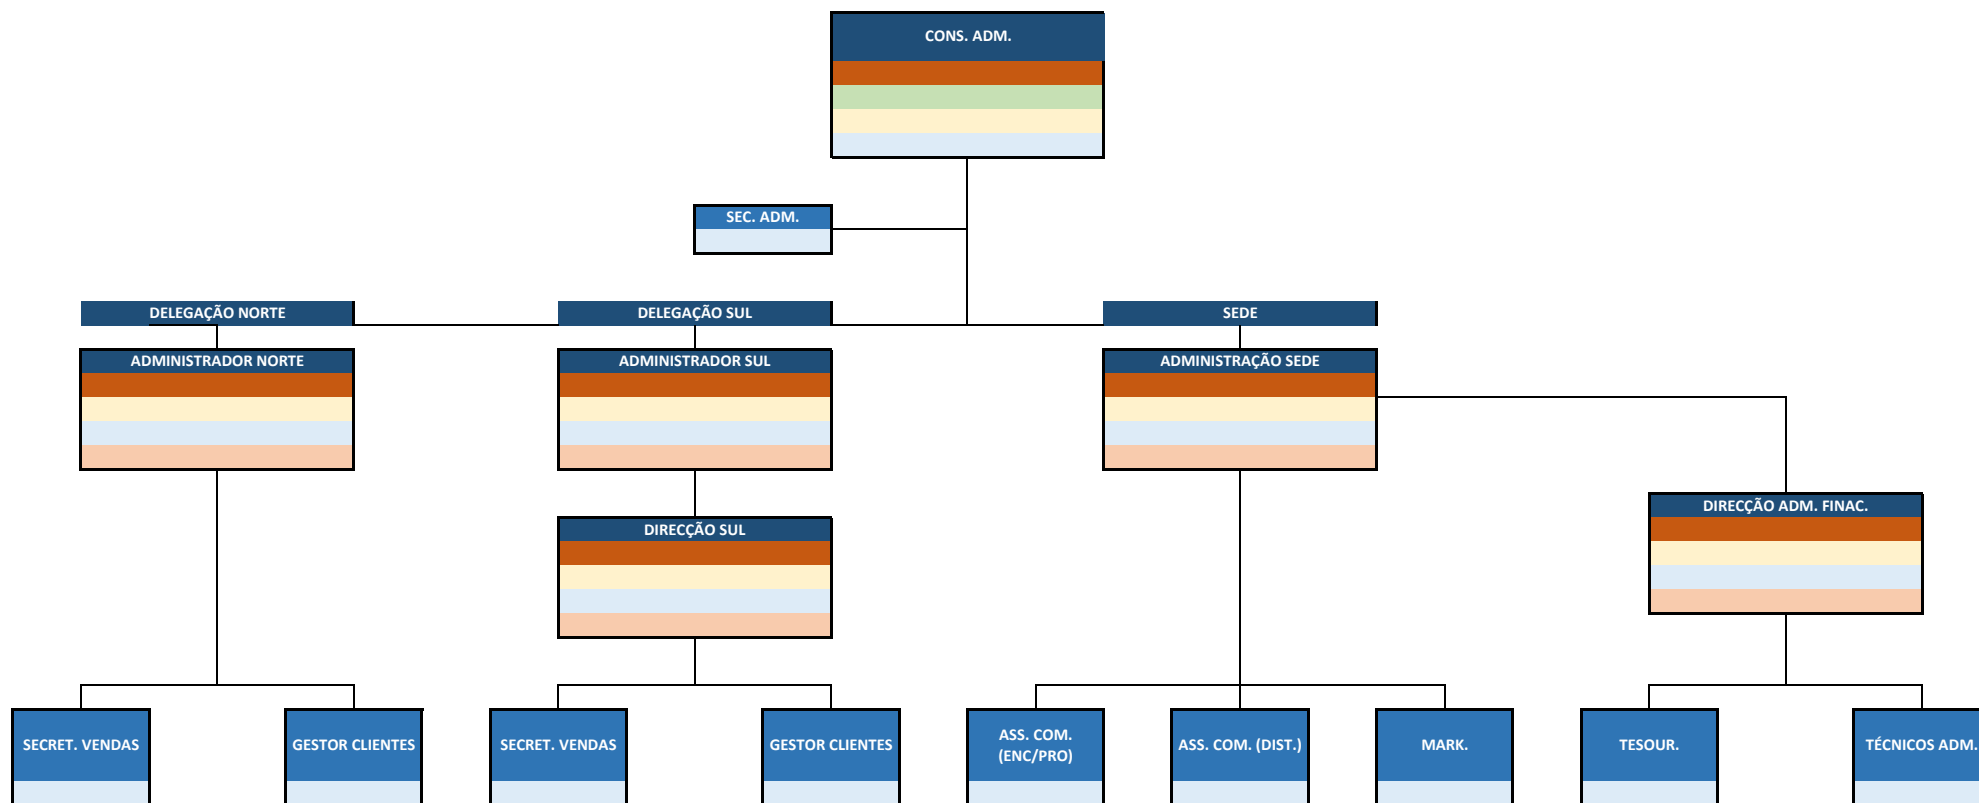 CONS. ADM.
SEC. ADM.
DELEGAÇÃO NORTE
DELEGAÇÃO SUL
SEDE
ADMINISTRADOR NORTE
ADMINISTRADOR SUL
ADMINISTRAÇÃO SEDE
DIRECÇÃO ADM. FINAC.
DIRECÇÃO SUL
SECRET. VENDAS
GESTOR CLIENTES
SECRET. VENDAS
GESTOR CLIENTES
ASS. COM.
(ENC/PRO)
ASS. COM. (DIST.)
MARK.
TESOUR.
TÉCNICOS ADM.